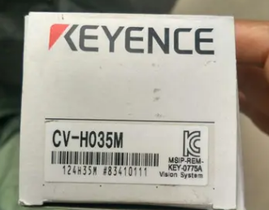 KEYENCE
CV-H035M
124H35M #83410111
MSIP-REM-
KEY-0775A
Vision System